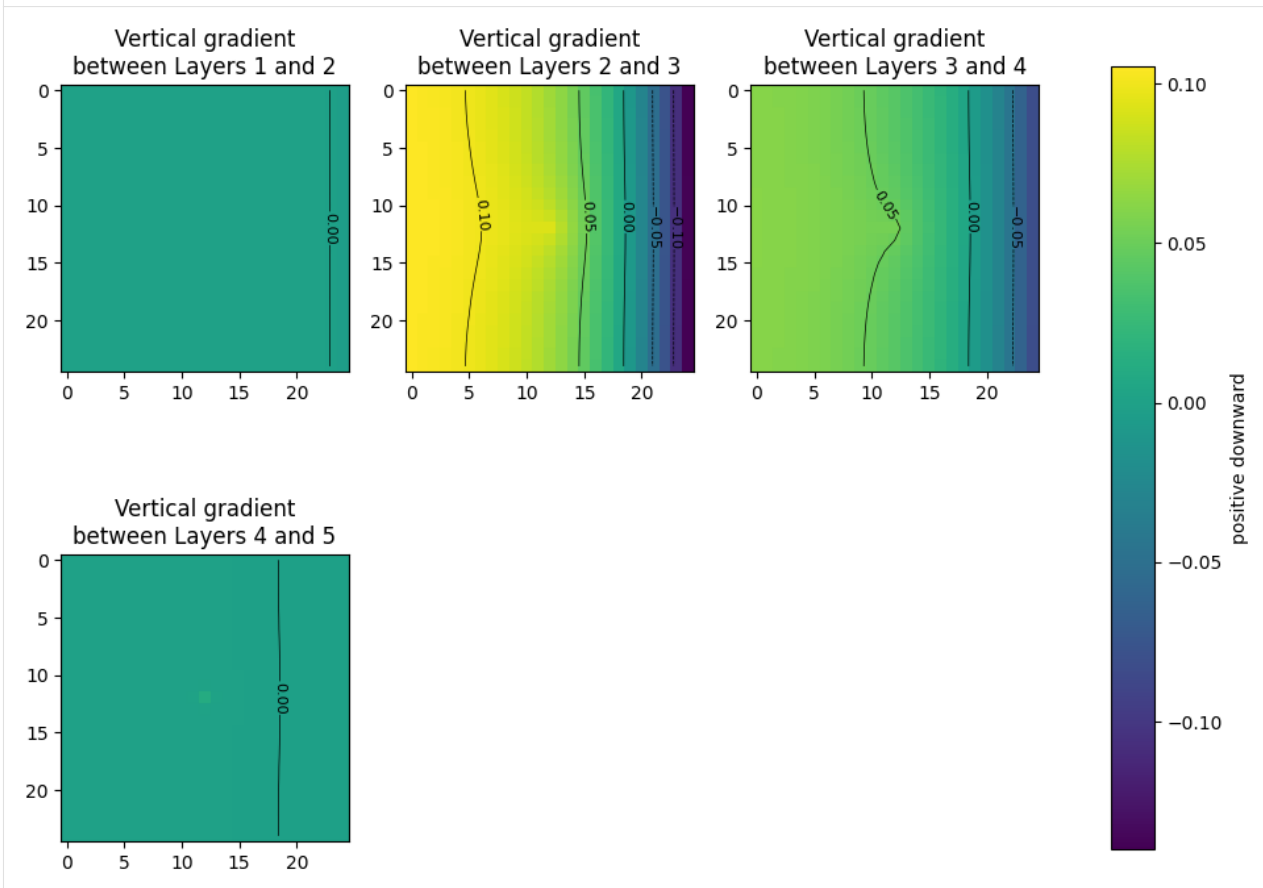 Vertical gradient
between Layers 1 and 2
Vertical gradient
between Layers 2 and 3
Vertical gradient
between Layers 3 and 4
0
5
10
15
20
0.00
0 5 10 15 20
0
5
10
15
20
0.10
0.05
0.00
−0.05
−0.10
0 5 10 15 20
0
5
10
15
20
0.05
0.00
−0.05
0 5 10 15 20
0.10
0.05
0.00
−0.05
−0.10
positive downward
Vertical gradient
between Layers 4 and 5
0
5
10
15
20
0.00
0 5 10 15 20